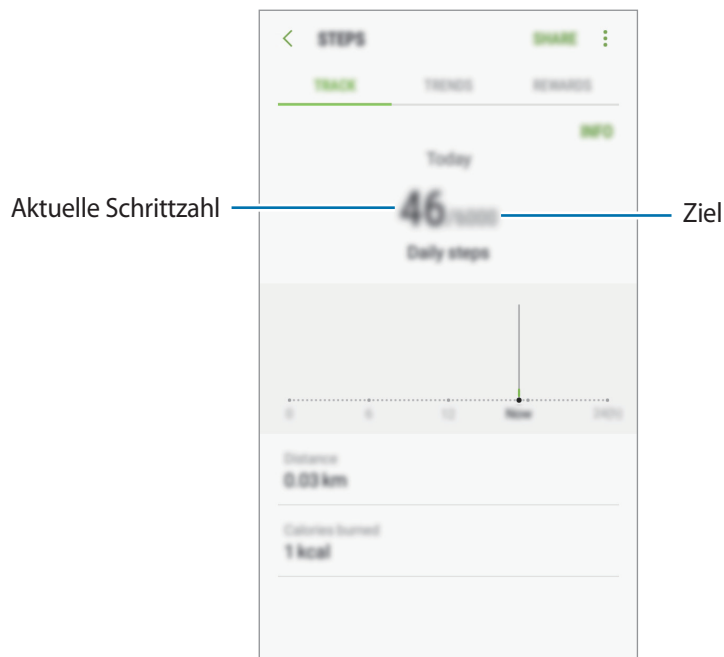 STEPS SHARE
TRACK TRENDS REWARDS
INFO
Today
Aktuelle Schrittzahl 46/6000 Ziel
Daily steps
0 6 12 Now
Distance
0.03 km
Calories burned
1 kcal